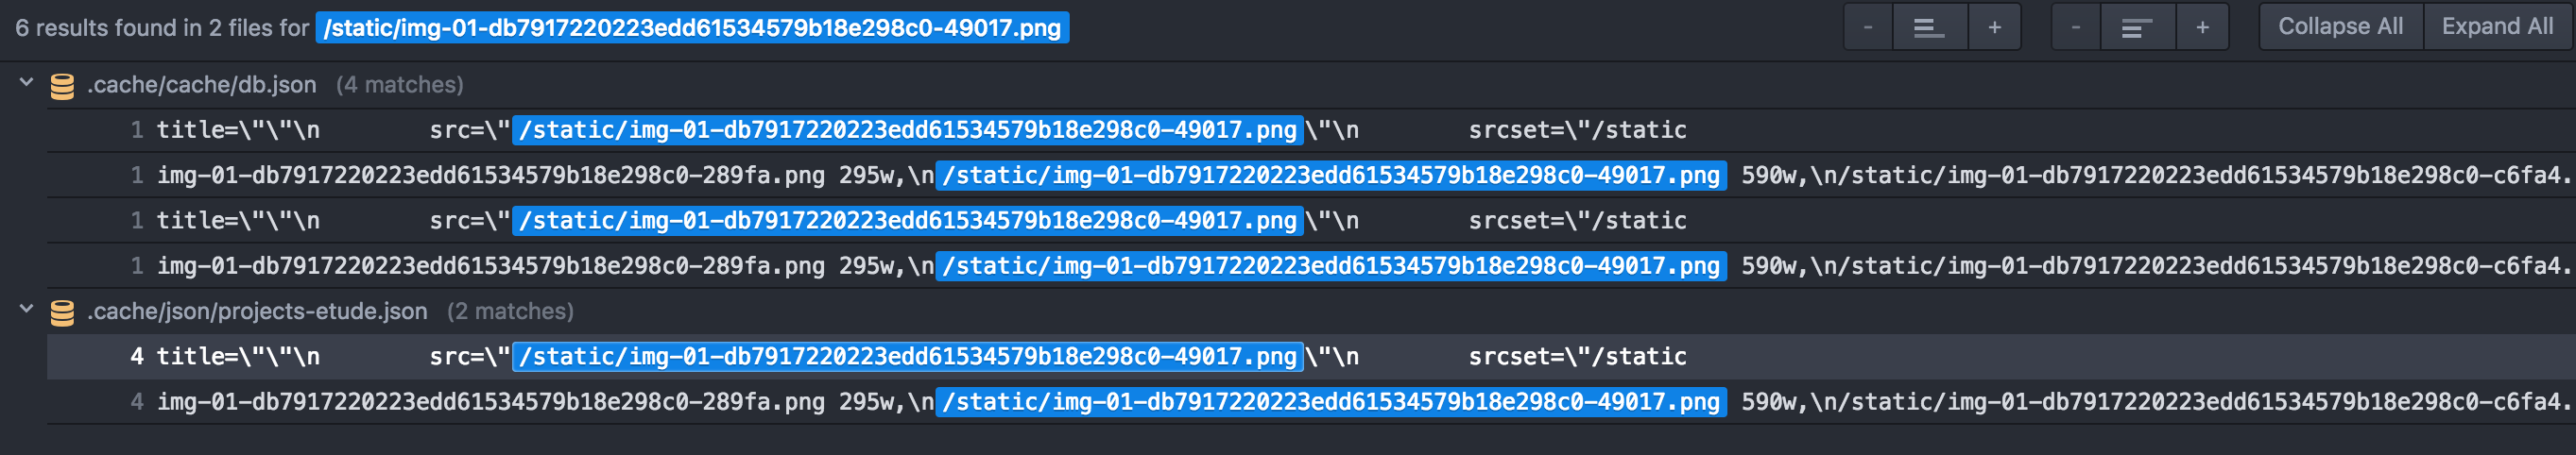 6 results found in 2 files for /static/img-01-db7917220223edd61534579b18e298c0-49017.png - + - + Collapse All Expand All
.cache/cache/db.json (4 matches)
1 title=\"\"\n        src=\"/static/img-01-db7917220223edd61534579b18e298c0-49017.png\"\n        srcset=\"/static
1 img-01-db7917220223edd61534579b18e298c0-289fa.png 295w,\n/static/img-01-db7917220223edd61534579b18e298c0-49017.png 590w,\n/static/img-01-db7917220223edd61534579b18e298c0-c6fa4.
1 title=\"\"\n        src=\"/static/img-01-db7917220223edd61534579b18e298c0-49017.png\"\n        srcset=\"/static
1 img-01-db7917220223edd61534579b18e298c0-289fa.png 295w,\n/static/img-01-db7917220223edd61534579b18e298c0-49017.png 590w,\n/static/img-01-db7917220223edd61534579b18e298c0-c6fa4.
.cache/json/projects-etude.json (2 matches)
4 title=\"\"\n        src=\"/static/img-01-db7917220223edd61534579b18e298c0-49017.png\"\n        srcset=\"/static
4 img-01-db7917220223edd61534579b18e298c0-289fa.png 295w,\n/static/img-01-db7917220223edd61534579b18e298c0-49017.png 590w,\n/static/img-01-db7917220223edd61534579b18e298c0-c6fa4.